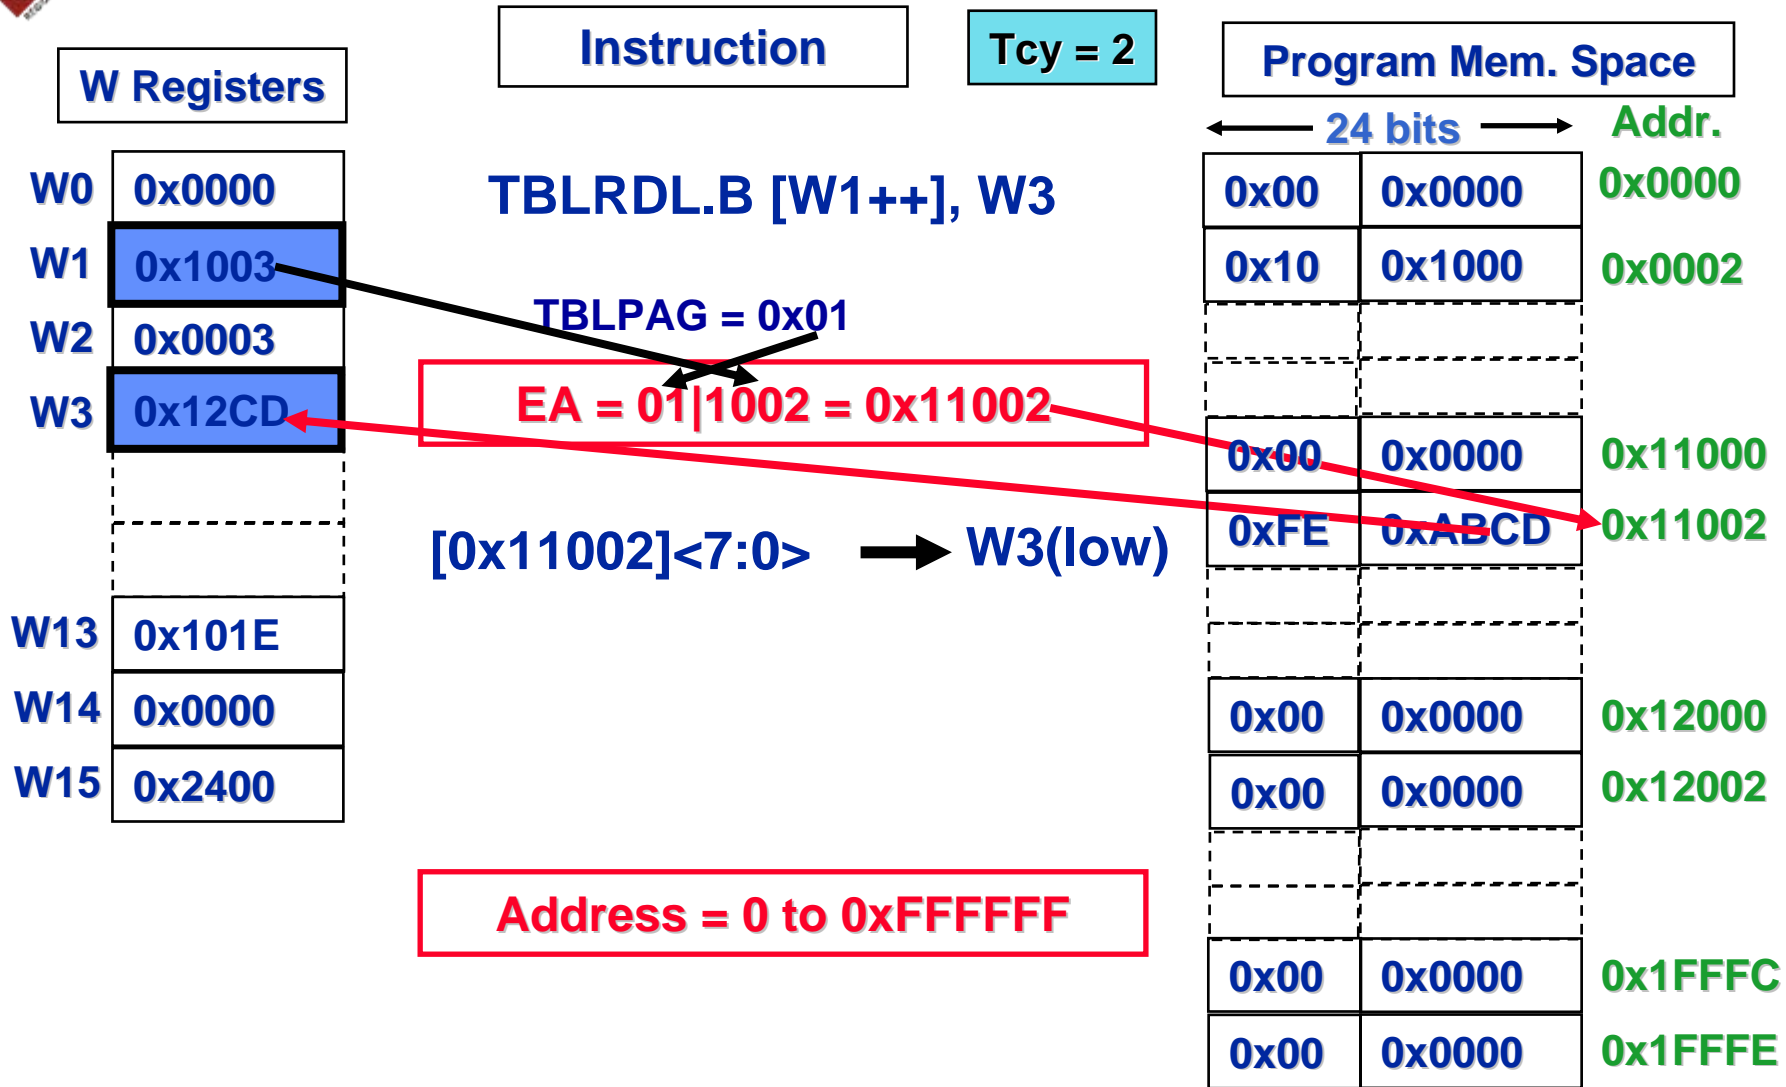 Instruction
Tcy = 2
Program Mem. Space
W Registers
24 bits
Addr.
W0 0x0000
TBLRDL.B [W1++], W3
0x00 0x0000 0x0000
W1 0x1003
0x10 0x1000 0x0002
TBLPAG = 0x01
W2 0x0003
W3 0x12CD
EA = 01|1002 = 0x11002
0x00 0x0000 0x11000
[0x11002]<7:0> W3(low)
0xFE 0xABCD 0x11002
W13 0x101E
W14 0x0000
0x00 0x0000 0x12000
W15 0x2400
0x00 0x0000 0x12002
Address = 0 to 0xFFFFFF
0x00 0x0000 0x1FFFC
0x00 0x0000 0x1FFFE